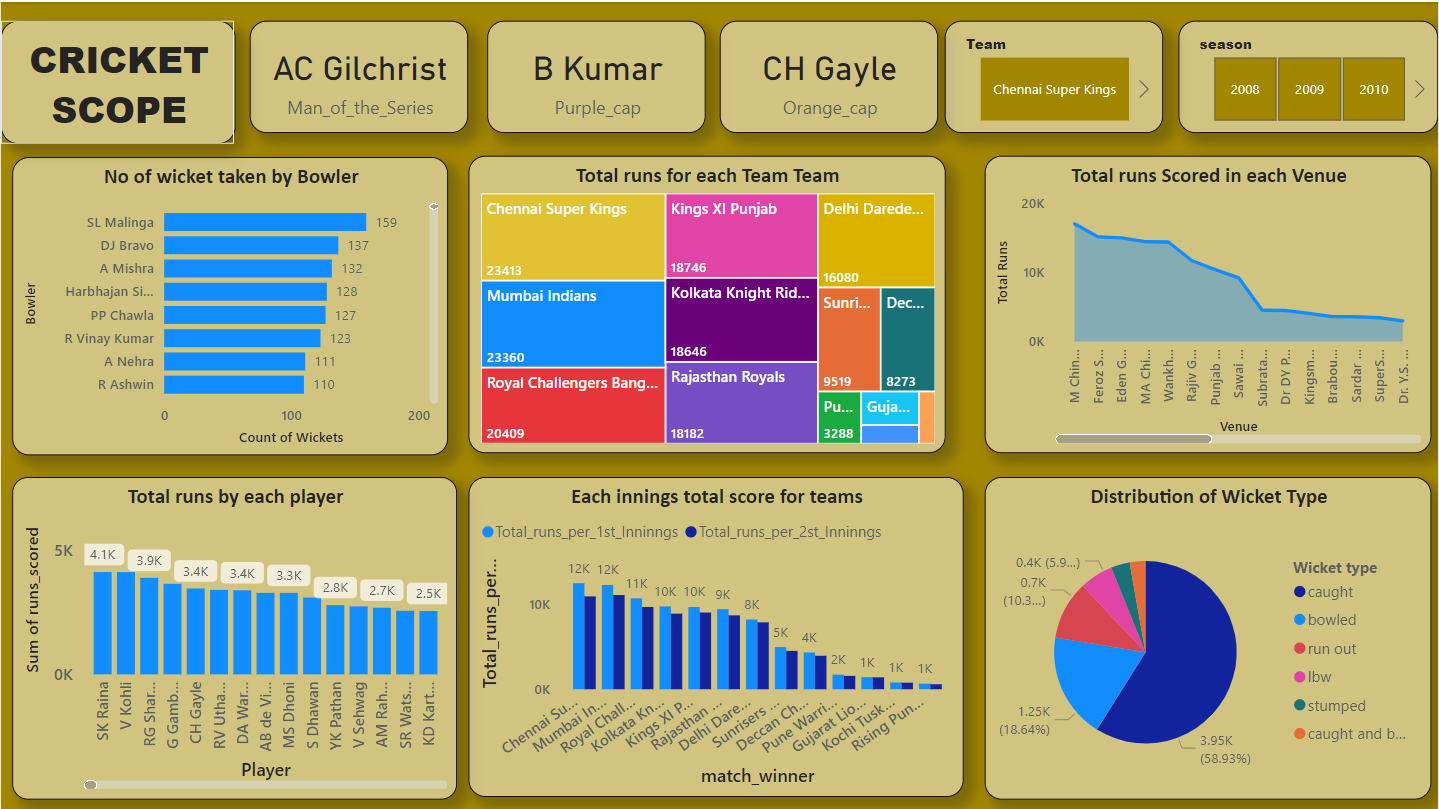 CRICKET
SCOPE
AC Gilchrist
Man_of_the_Series
B Kumar
Purple_cap
CH Gayle
Orange_cap
Team
Chennai Super Kings
season
2008
2009
2010
No of wicket taken by Bowler
Bowler
SL Malinga
159
DJ Bravo
137
A Mishra
132
Harbhajan Si...
128
PP Chawla
127
R Vinay Kumar
123
A Nehra
111
R Ashwin
110
0
100
200
Count of Wickets
Total runs for each Team Team
Chennai Super Kings
23413
Mumbai Indians
23360
Royal Challengers Bang...
20409
Kings XI Punjab
18746
Kolkata Knight Rid...
18646
Rajasthan Royals
18182
Delhi Darede...
16080
Sunri...
9519
Dec...
8273
Pu...
3288
Guja...
Total runs Scored in each Venue
Total Runs
20K
10K
0K
M Chin...
Feroz S...
Eden G...
MA Chi...
Wankh...
Rajiv G...
Punjab ...
Sawai ...
Subrata...
Dr DY P...
Kingsm...
Brabou...
Sardar ...
SuperS...
Dr. Y.S. ...
Venue
Total runs by each player
Sum of runs_scored
5K
0K
4.1K
3.9K
3.4K
3.4K
3.3K
2.8K
2.7K
2.5K
SK Raina
V Kohli
RG Shar...
G Gamb...
CH Gayle
RV Utha...
DA War...
AB de Vi...
MS Dhoni
S Dhawan
YK Pathan
V Sehwag
AM Rah...
SR Wats...
KD Kart...
Player
Each innings total score for teams
Total_runs_per_1st_Inninngs
Total_runs_per_2st_Inninngs
Total_runs_per...
10K
0K
12K
12K
11K
10K
10K
9K
8K
5K
4K
2K
1K
1K
1K
Chennai Su...
Mumbai In...
Royal Chall...
Kolkata Kn...
Kings XI P...
Rajasthan ...
Delhi Dare...
Sunrisers ...
Deccan Ch...
Pune Warri...
Gujarat Lio...
Kochi Tusk...
Rising Pun...
match_winner
Distribution of Wicket Type
0.4K (5.9...)
0.7K
(10.3...)
1.25K
(18.64%)
3.95K
(58.93%)
Wicket type
caught
bowled
run out
lbw
stumped
caught and b...